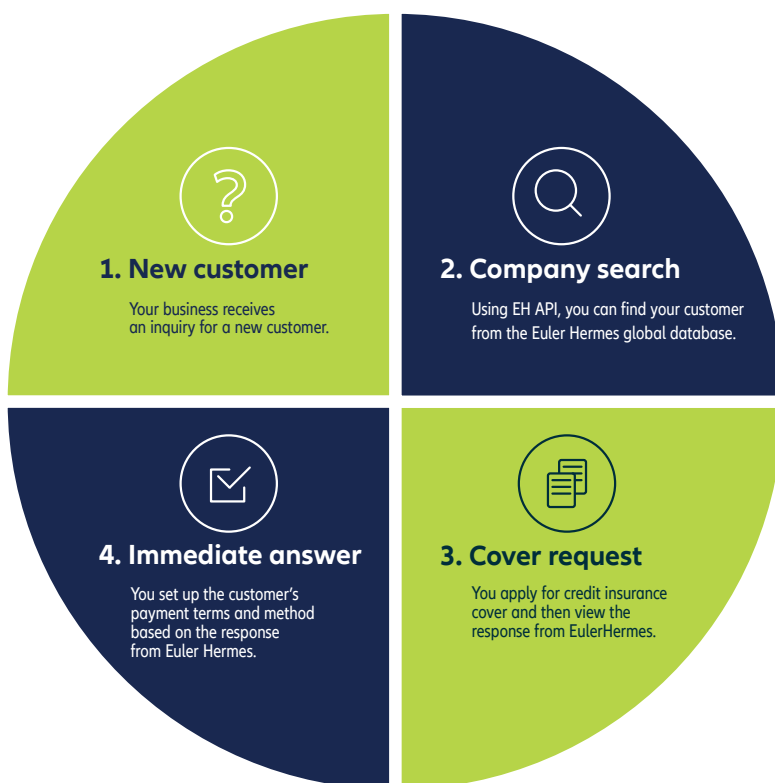 1. New customer
Your business receives
an inquiry for a new customer.
2. Company search
Using EH API, you can find your customer
from the Euler Hermes global database.
3. Cover request
You apply for credit insurance
cover and then view the
response from EulerHermes.
4. Immediate answer
You set up the customer’s
payment terms and method
based on the response
from Euler Hermes.